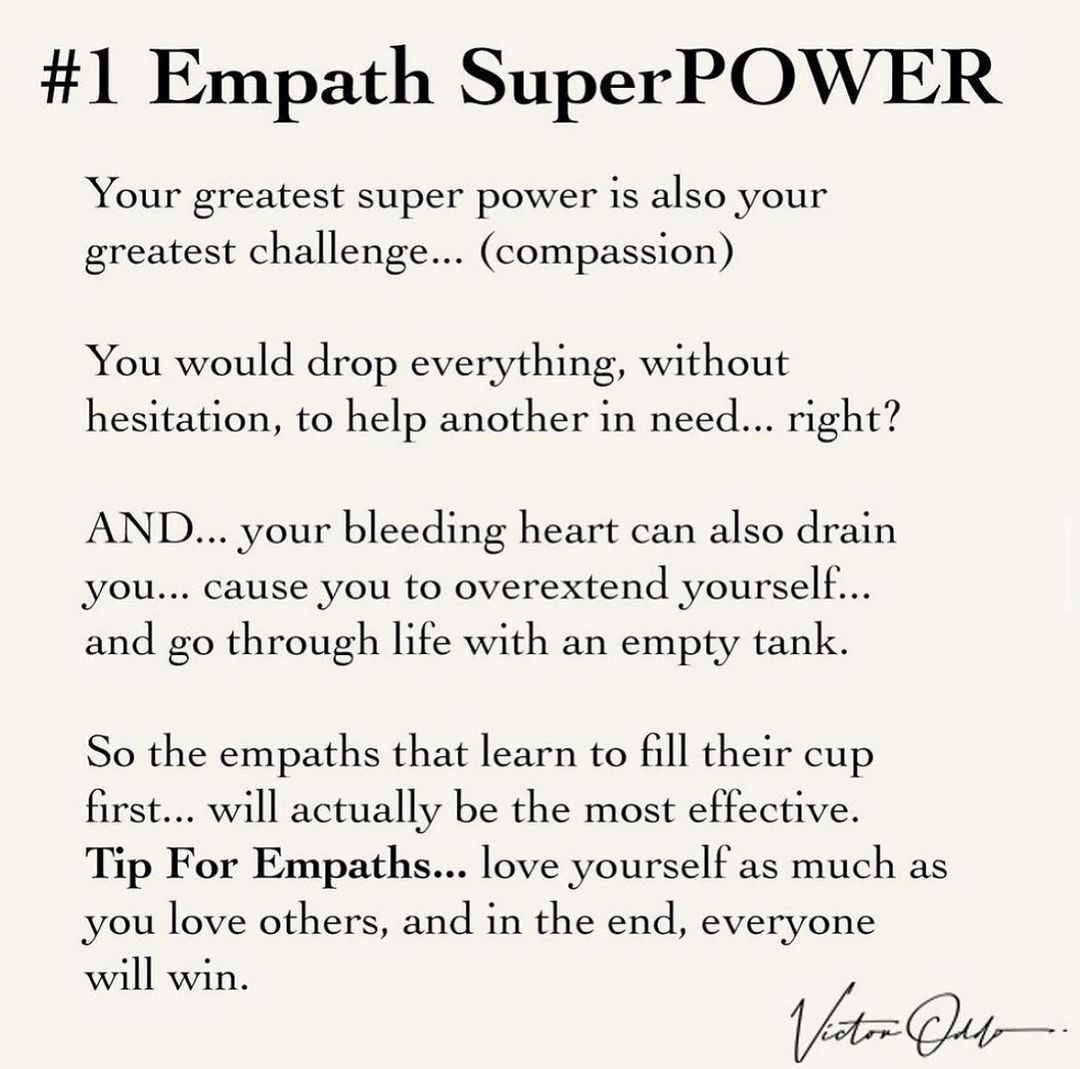 #1 Empath SuperPOWER
Your greatest super power is also your
greatest challenge... (compassion)
You would drop everything, without
hesitation, to help another in need... right?
AND... your bleeding heart can also drain
you... cause you to overextend yourself...
and go through life with an empty tank.
So the empaths that learn to fill their cup
first... will actually be the most effective.
Tip For Empaths... love yourself as much as
you love others, and in the end, everyone
will win.
Victor Oddo